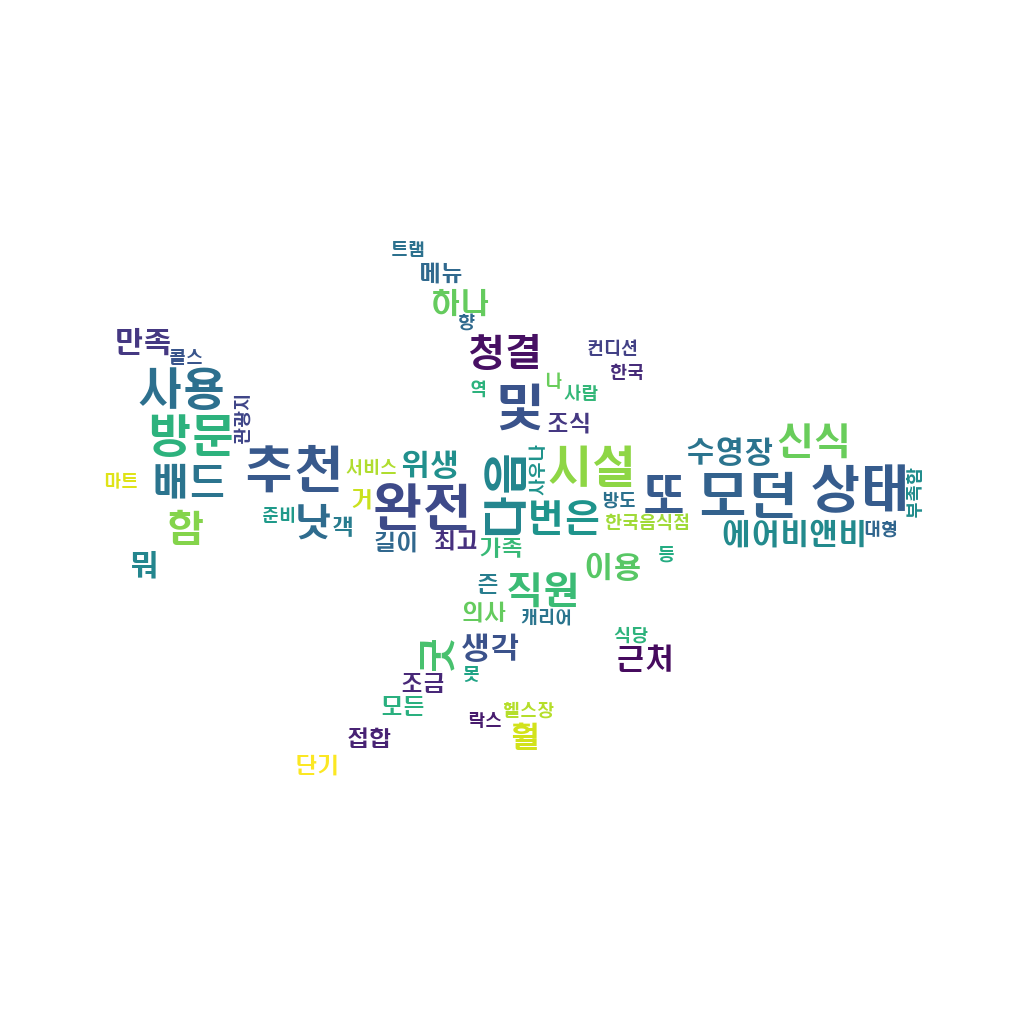 트램
메뉴
하나
향
만족
콜스
청결
컨디션
한국
사용
역
및
나
사람
관광지
방문
조식
추천
서비스
위생
다음
사우나
시설
수영장
신식
마트
배드
거
완전
방도
또
모던
상태
부족함
함
준비
낫
객
길이
최고
번은
한국음식점
에어비앤비
대형
뭐
가족
이용
등
즌
직원
의사
캐리어
굿
생각
식당
근처
못
조금
모든
락스
헬스장
접합
훨
단기